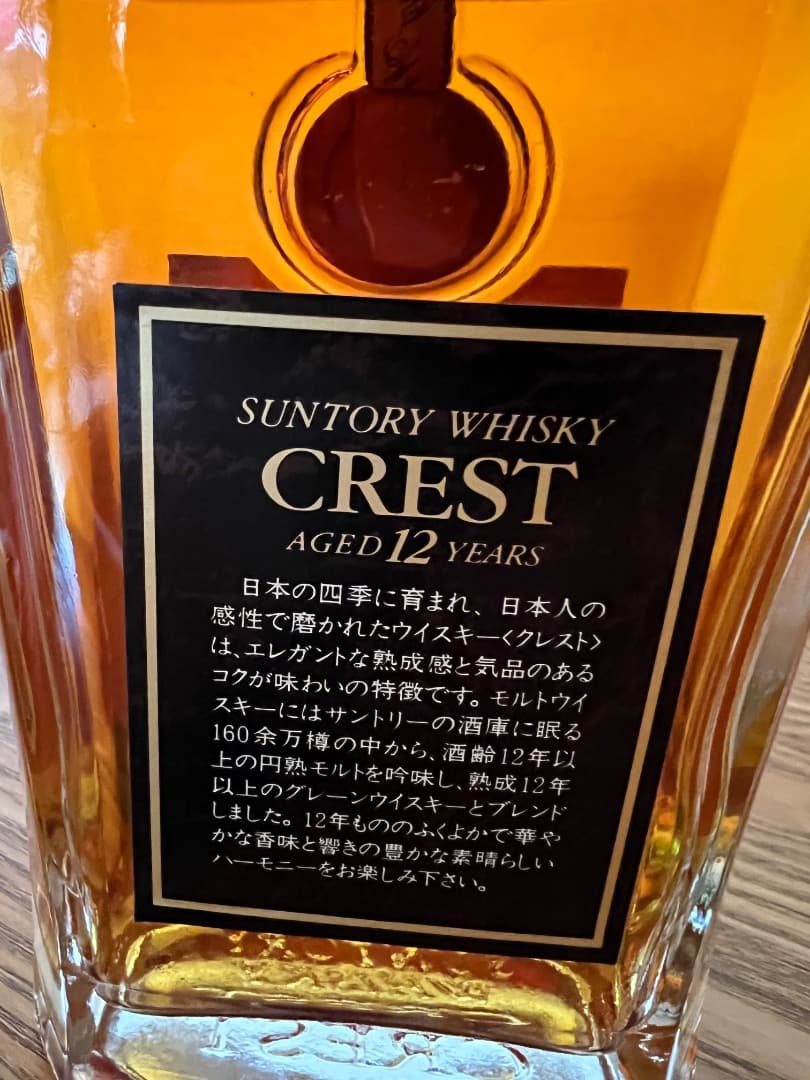 SUNTORY WHISKY
CREST
AGED 12 YEARS
日本の四季に育まれ、日本人の
感性で磨かれたウイスキー〈クレスト〉
は、エレガントな熟成感と気品のある
コクが味わいの特徴です。モルトウイ
スキーにはサントリーの酒庫に眠る
160余万樽の中から、酒齢12年以
上の円熟モルトを吟味し、熟成12年
以上のグレーンウイスキーとブレンド
しました。12年もののふくよかで華や
かな香味と響きの豊かな素晴らしい
ハーモニーをお楽しみ下さい。
CREST